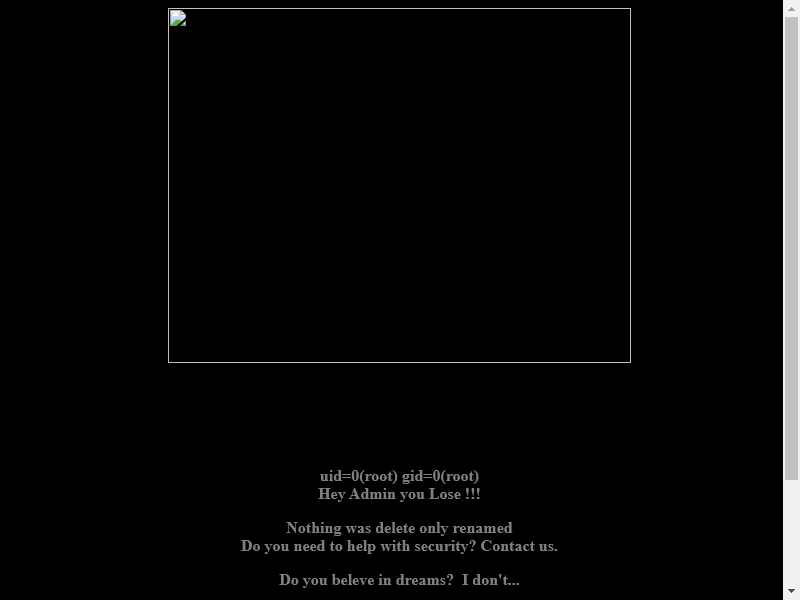 uid=0(root) gid=0(root)
Hey Admin you Lose !!!
Nothing was delete only renamed
Do you need to help with security? Contact us.
Do you beleve in dreams?  I don't...